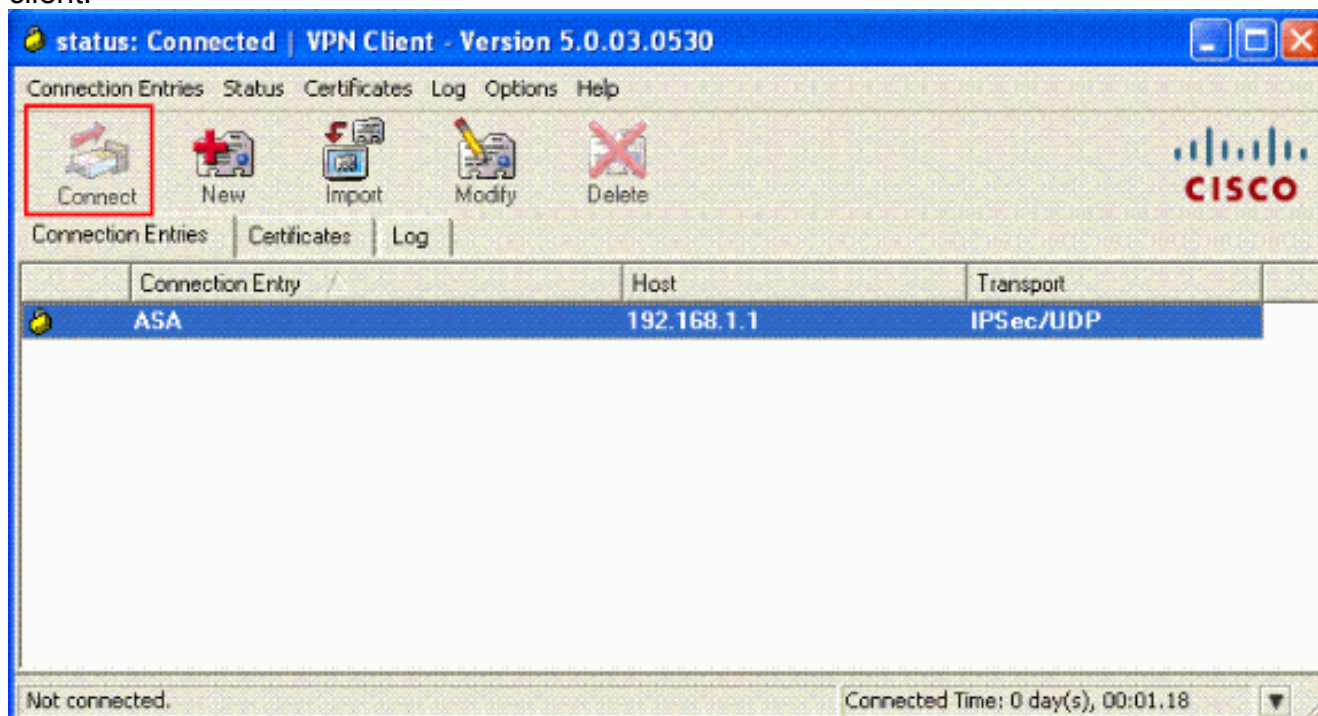 client.
status: Connected | VPN Client - Version 5.0.03.0530
Connection Entries Status Certificates Log Options Help
Connect New Import Modify Delete
CISCO
Connection Entries Certificates Log
Connection Entry Host Transport
ASA 192.168.1.1 IPSec/UDP
Not connected. Connected Time: 0 day(s), 00:01.18